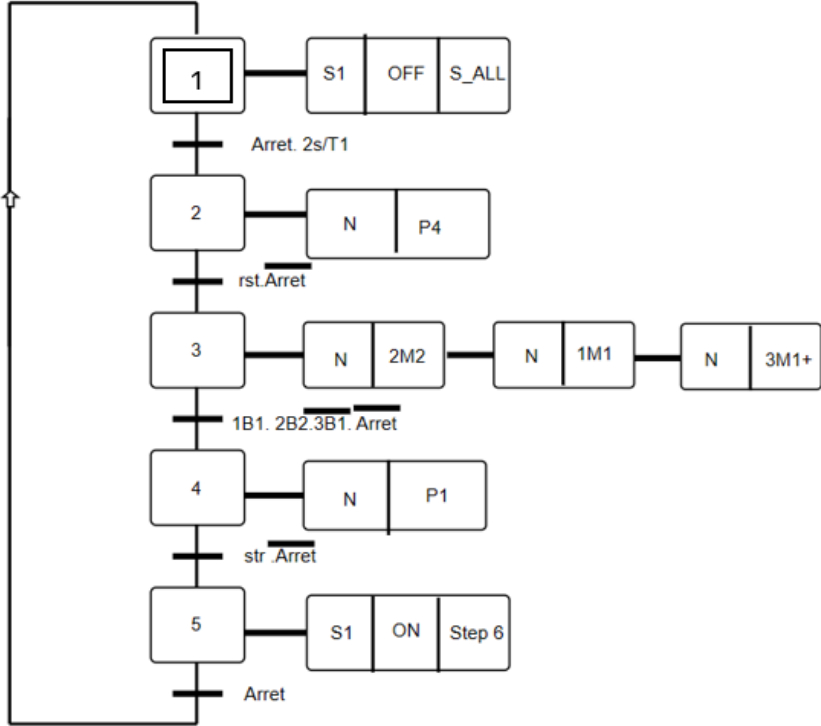 1
S1 OFF S_ALL
Arret. 2s/T1
2
N P4
rst.Arret
3
N 2M2 N 1M1 N 3M1+
1B1. 2B2.3B1. Arret
4
N P1
str .Arret
5
S1 ON Step 6
Arret